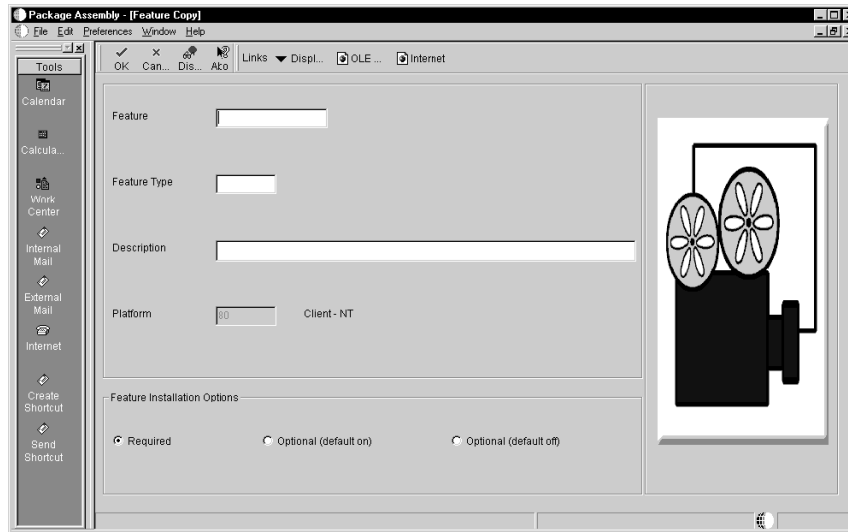 Package Assembly - [Feature Copy]
File Edit Preferences Window Help
Tools
Calendar
Calcula...
Work
Center
Internal
Mail
External
Mail
Internet
Create
Shortcut
Send
Shortcut
OK Can... Dis... Abo Links Displ... OLE ... Internet
Feature
Feature Type
Description
Platform 80 Client - NT
Feature Installation Options
Required Optional (default on) Optional (default off)